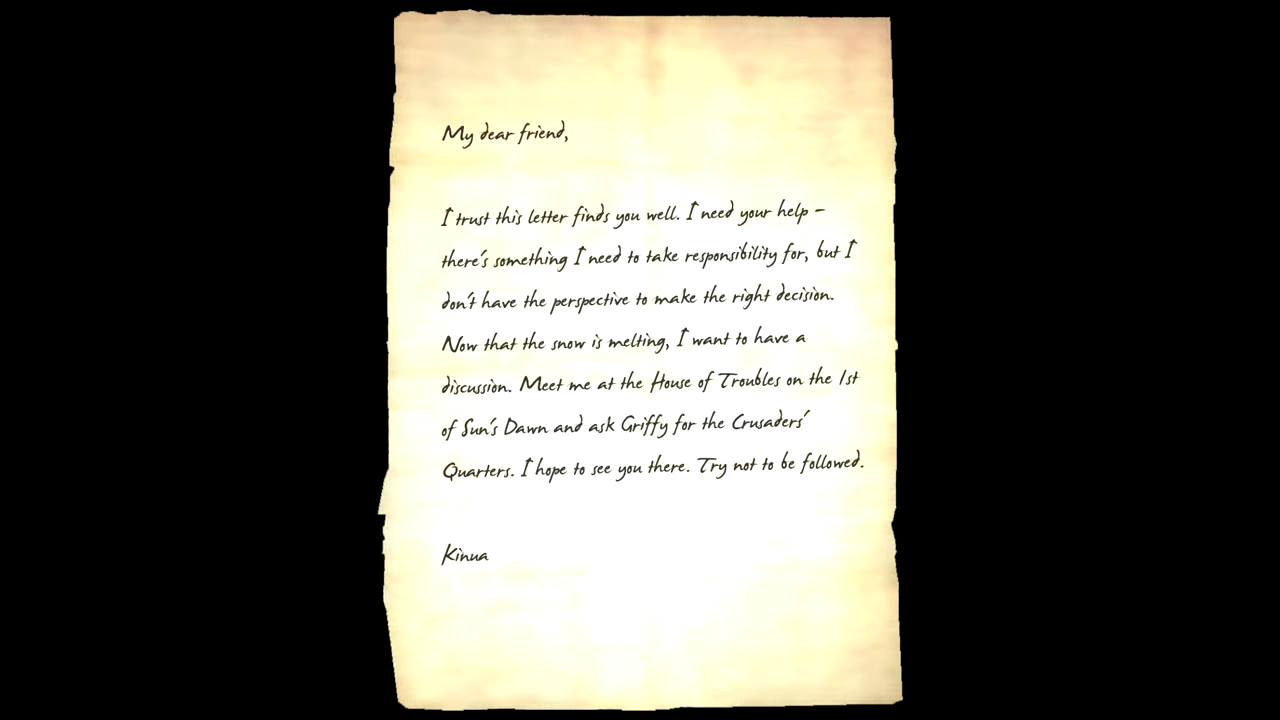 My dear friend,
I trust this letter finds you well. I need your help –
there's something I need to take responsibility for, but I
don't have the perspective to make the right decision.
Now that the snow is melting, I want to have a
discussion. Meet me at the House of Troubles on the 1st
of Sun's Dawn and ask Griffy for the Crusaders'
Quarters. I hope to see you there. Try not to be followed.
Kinua